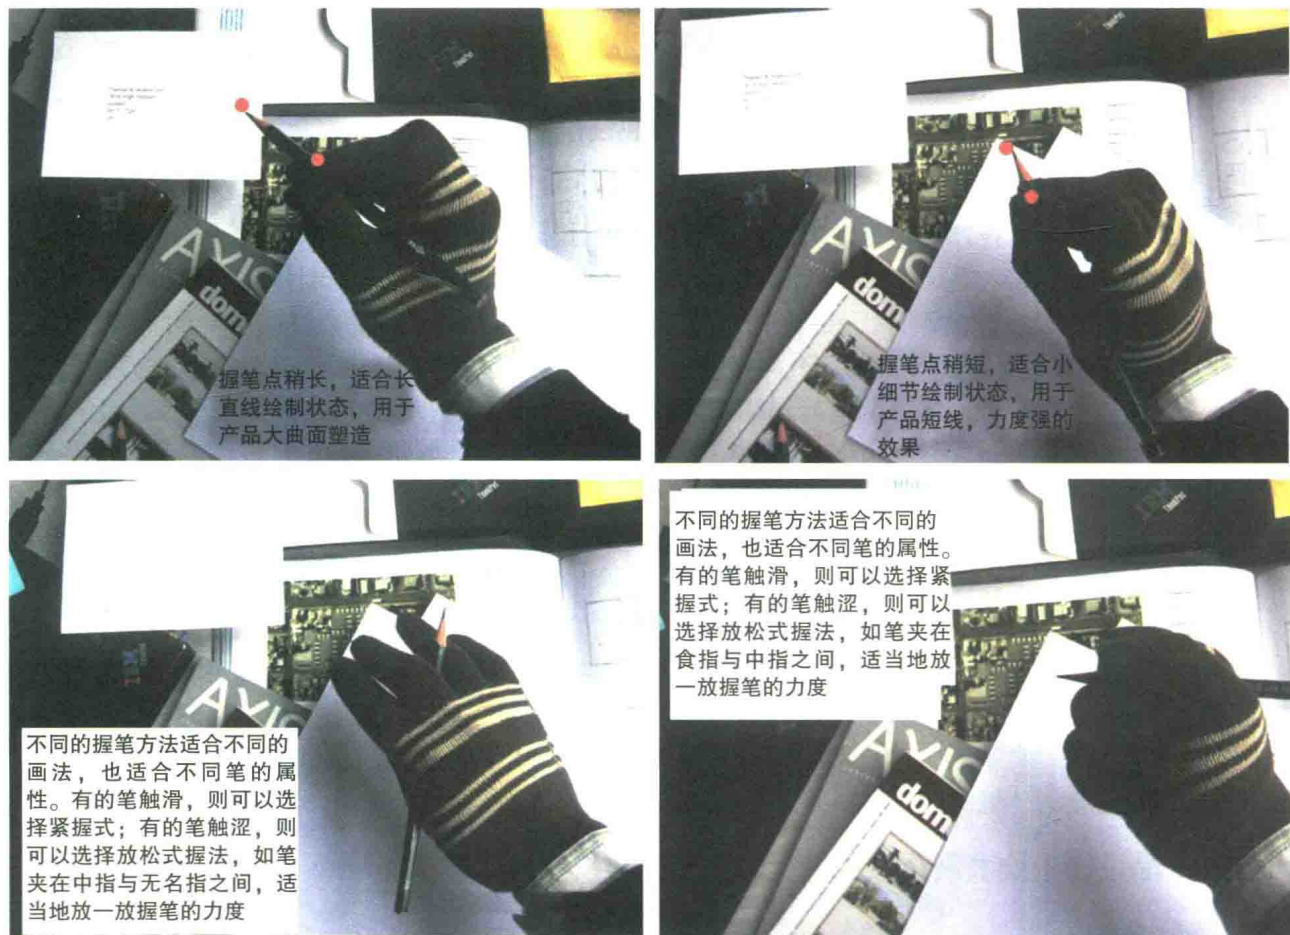 握笔点稍长，适合长
直线绘制状态，用于
产品大曲面塑造
AXIS
dom
握笔点稍短，适合小
细节绘制状态，用于
产品短线，力度强的
效果
AXIS
dom
不同的握笔方法适合不同的
画法，也适合不同笔的属
性。有的笔触滑，则可以选
择紧握式；有的笔触涩，则
可以选择放松式握法，如笔
夹在中指与无名指之间，适
当地放一放握笔的力度
不同的握笔方法适合不同的
画法，也适合不同笔的属性。
有的笔触滑，则可以选择紧
握式；有的笔触涩，则可以
选择放松式握法，如笔夹在
食指与中指之间，适当地放
一放握笔的力度
AXIS
dom